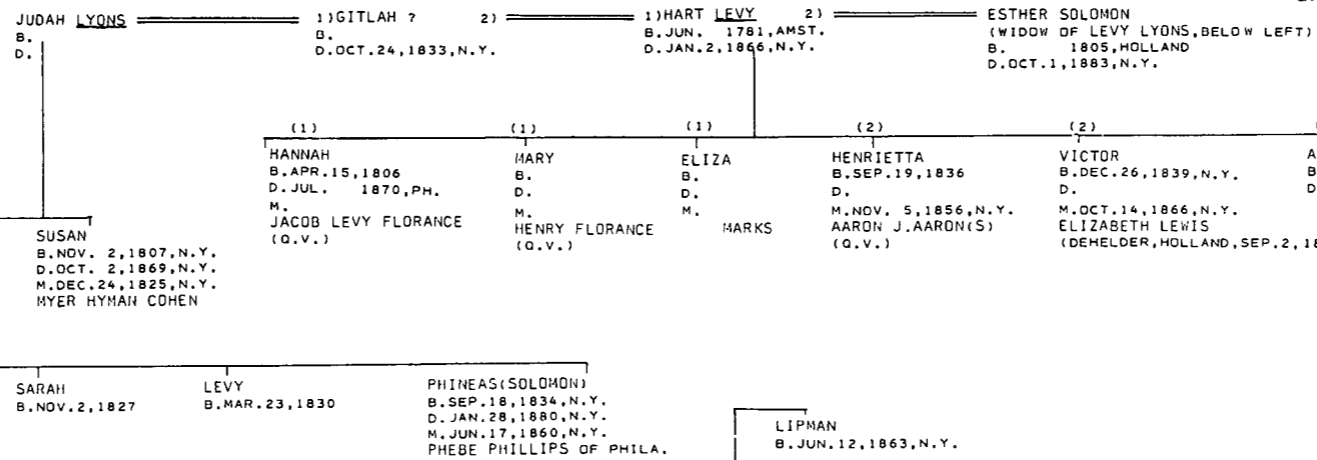 JUDAH LYONS
B.
D.
1)GITLAH ? 2)
B.
D.OCT.24,1833,N.Y.
1)HART LEVY 2)
B.JUN. 1781,AMST.
D.JAN.2,1866,N.Y.
ESTHER SOLOMON
(WIDOW OF LEVY LYONS,BELOW LEFT)
B. 1805,HOLLAND
D.OCT.1,1883,N.Y.
SUSAN
B.NOV. 2,1807,N.Y.
D.OCT. 2,1869,N.Y.
M.DEC.24,1825,N.Y.
MYER HYMAN COHEN
(1)
HANNAH
B.APR.15,1806
D.JUL. 1870,PH.
M.
JACOB LEVY FLORANCE
(Q.V.)
(1)
MARY
B.
D.
M.
HENRY FLORANCE
(Q.V.)
(1)
ELIZA
B.
D.
M.
MARKS
(2)
HENRIETTA
B.SEP.19,1836
D.
M.NOV. 5,1856,N.Y.
AARON J.AARON(S)
(Q.V.)
(2)
VICTOR
B.DEC.26,1839,N.Y.
D.
M.OCT.14,1866,N.Y.
ELIZABETH LEWIS
(DEHELDER,HOLLAND,SEP.2,18
A
B
D
SARAH
B.NOV.2,1827
LEVY
B.MAR.23,1830
PHINEAS(SOLOMON)
B.SEP.18,1834,N.Y.
D.JAN.28,1880,N.Y.
M.JUN.17,1860,N.Y.
PHEBE PHILLIPS OF PHILA.
LIPMAN
B.JUN.12,1863,N.Y.